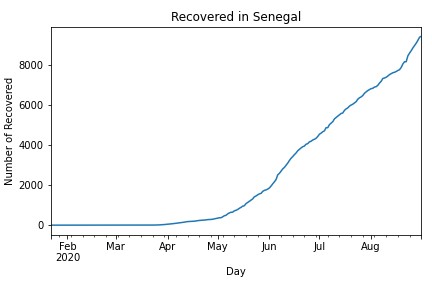 Recovered in Senegal
Number of Recovered
8000
6000
4000
2000
0
Feb
2020
Mar
Apr
May
Jun
Jul
Aug
Day